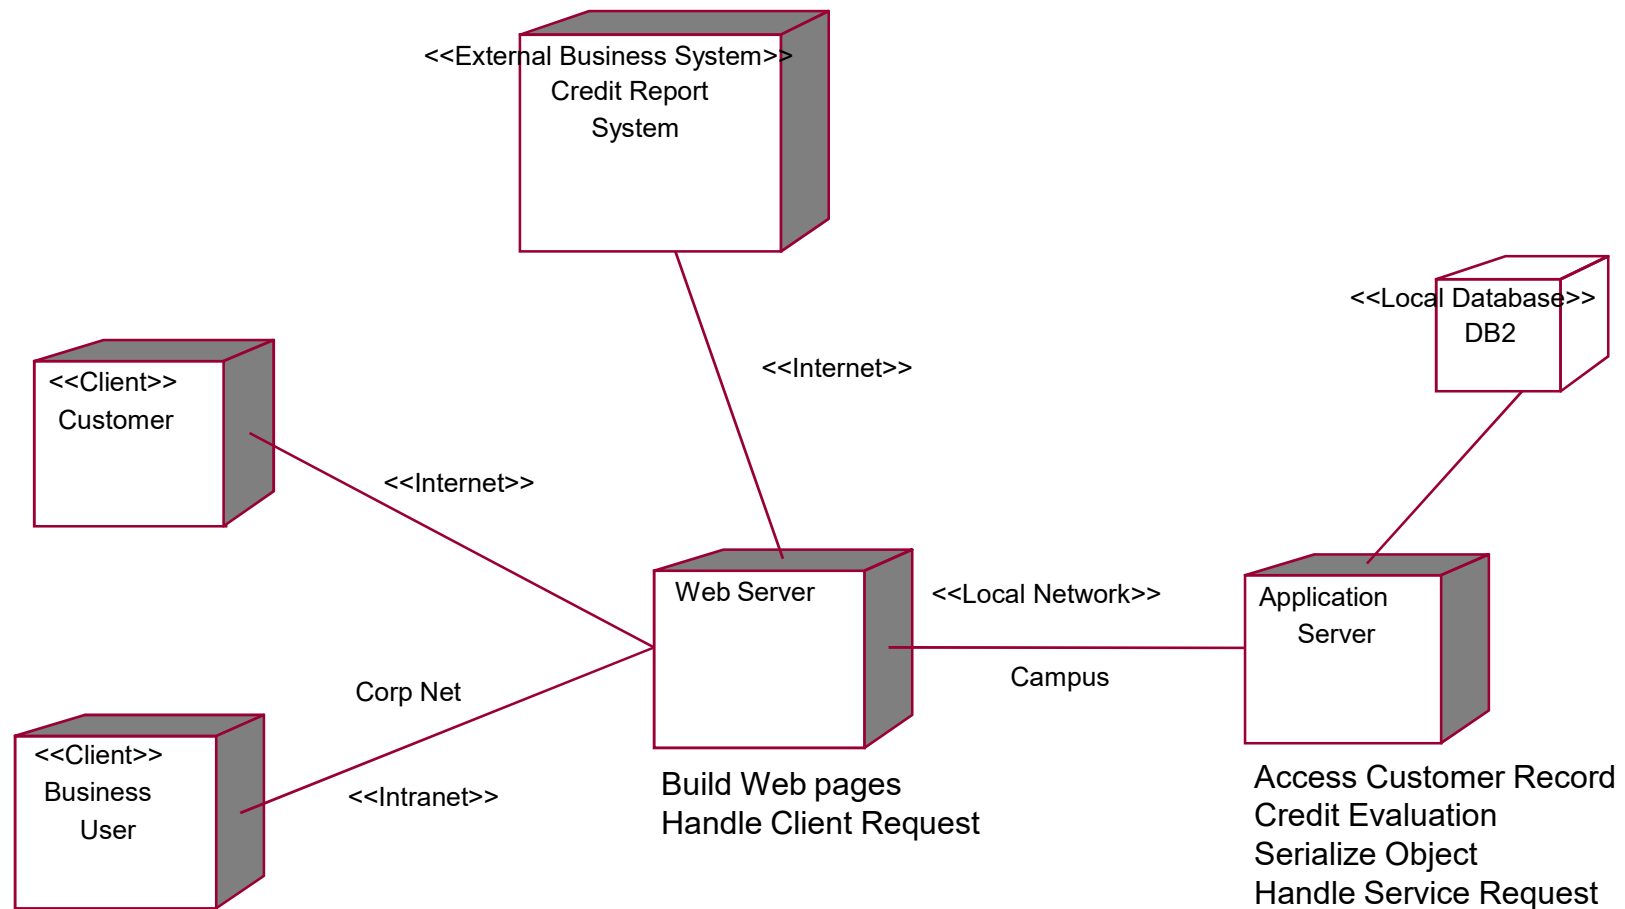 <<External Business System>>
Credit Report
System
<<Local Database>>
DB2
<<Internet>>
<<Client>>
Customer
<<Internet>>
Web Server
<<Local Network>>
Application
Server
Campus
Corp Net
<<Client>>
Business
User
<<Intranet>>
Build Web pages
Handle Client Request
Access Customer Record
Credit Evaluation
Serialize Object
Handle Service Request